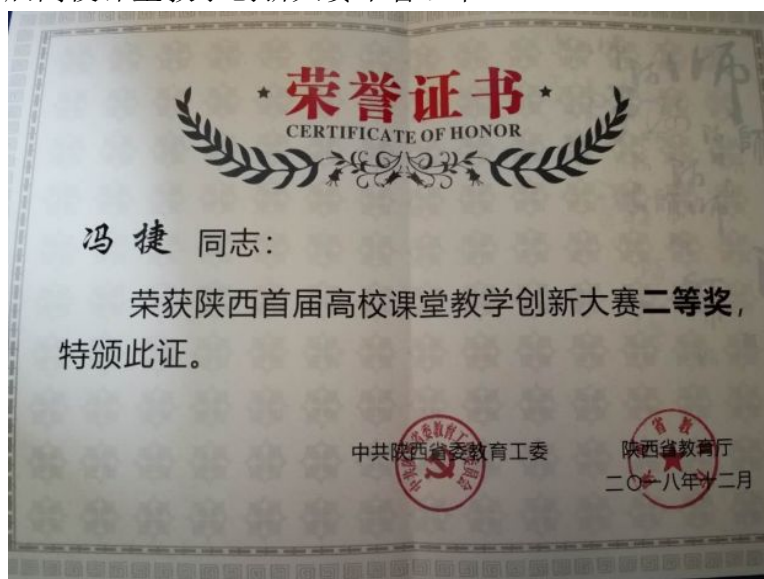 荣誉证书
CERTIFICATE OF HONOR
冯捷 同志：
荣获陕西首届高校课堂教学创新大赛二等奖，
特颁此证。
中共陕西省委教育工委
陕西省教育厅
二〇一八年十二月